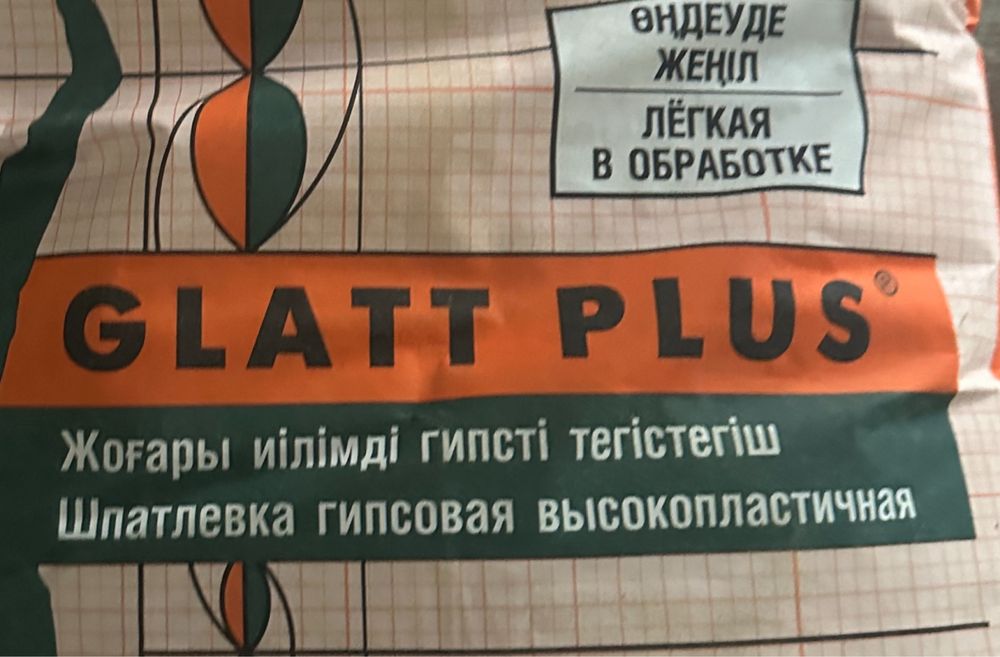 ӨҢДЕУДЕ
ЖЕҢІЛ
ЛЁГКАЯ
В ОБРАБОТКЕ
GLATT PLUS®
Жоғары иілімді гипсті тегістегіш
Шпатлевка гипсовая высокопластичная